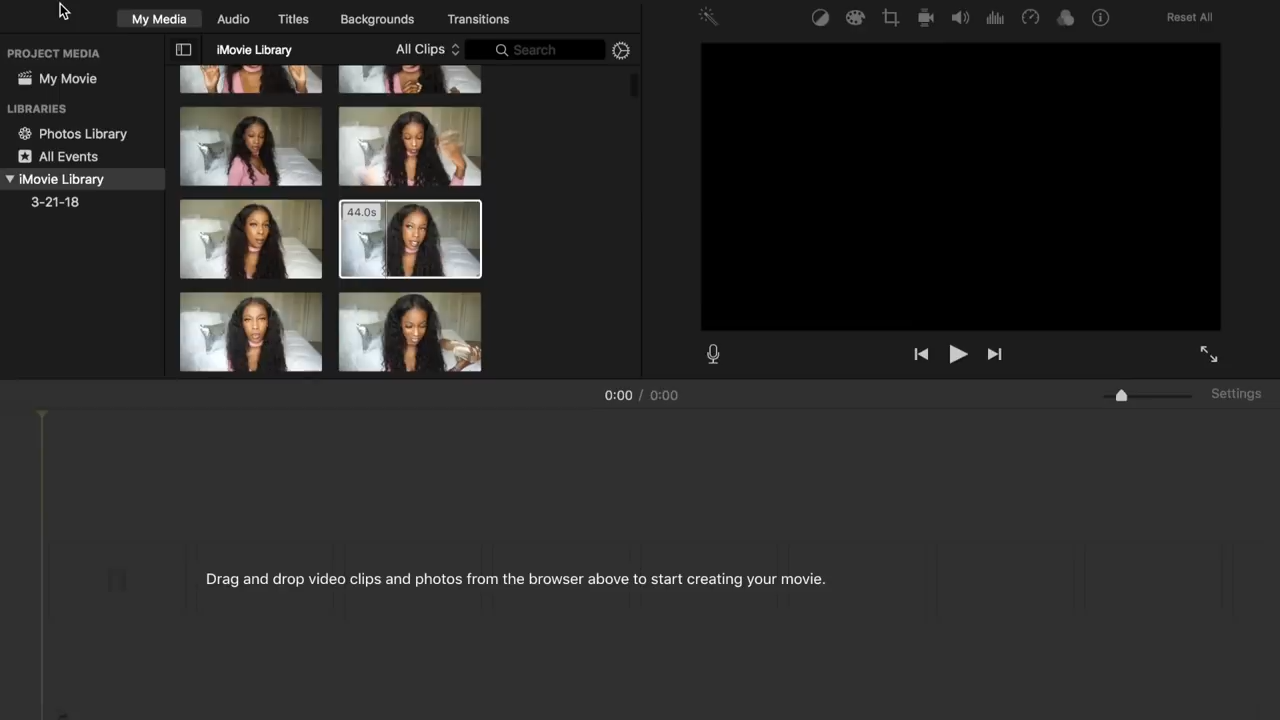 My Media Audio Titles Backgrounds Transitions
Reset All
PROJECT MEDIA
My Movie
LIBRARIES
Photos Library
All Events
iMovie Library
3-21-18
iMovie Library All Clips Search
44.0s
0:00 / 0:00
Settings
Drag and drop video clips and photos from the browser above to start creating your movie.